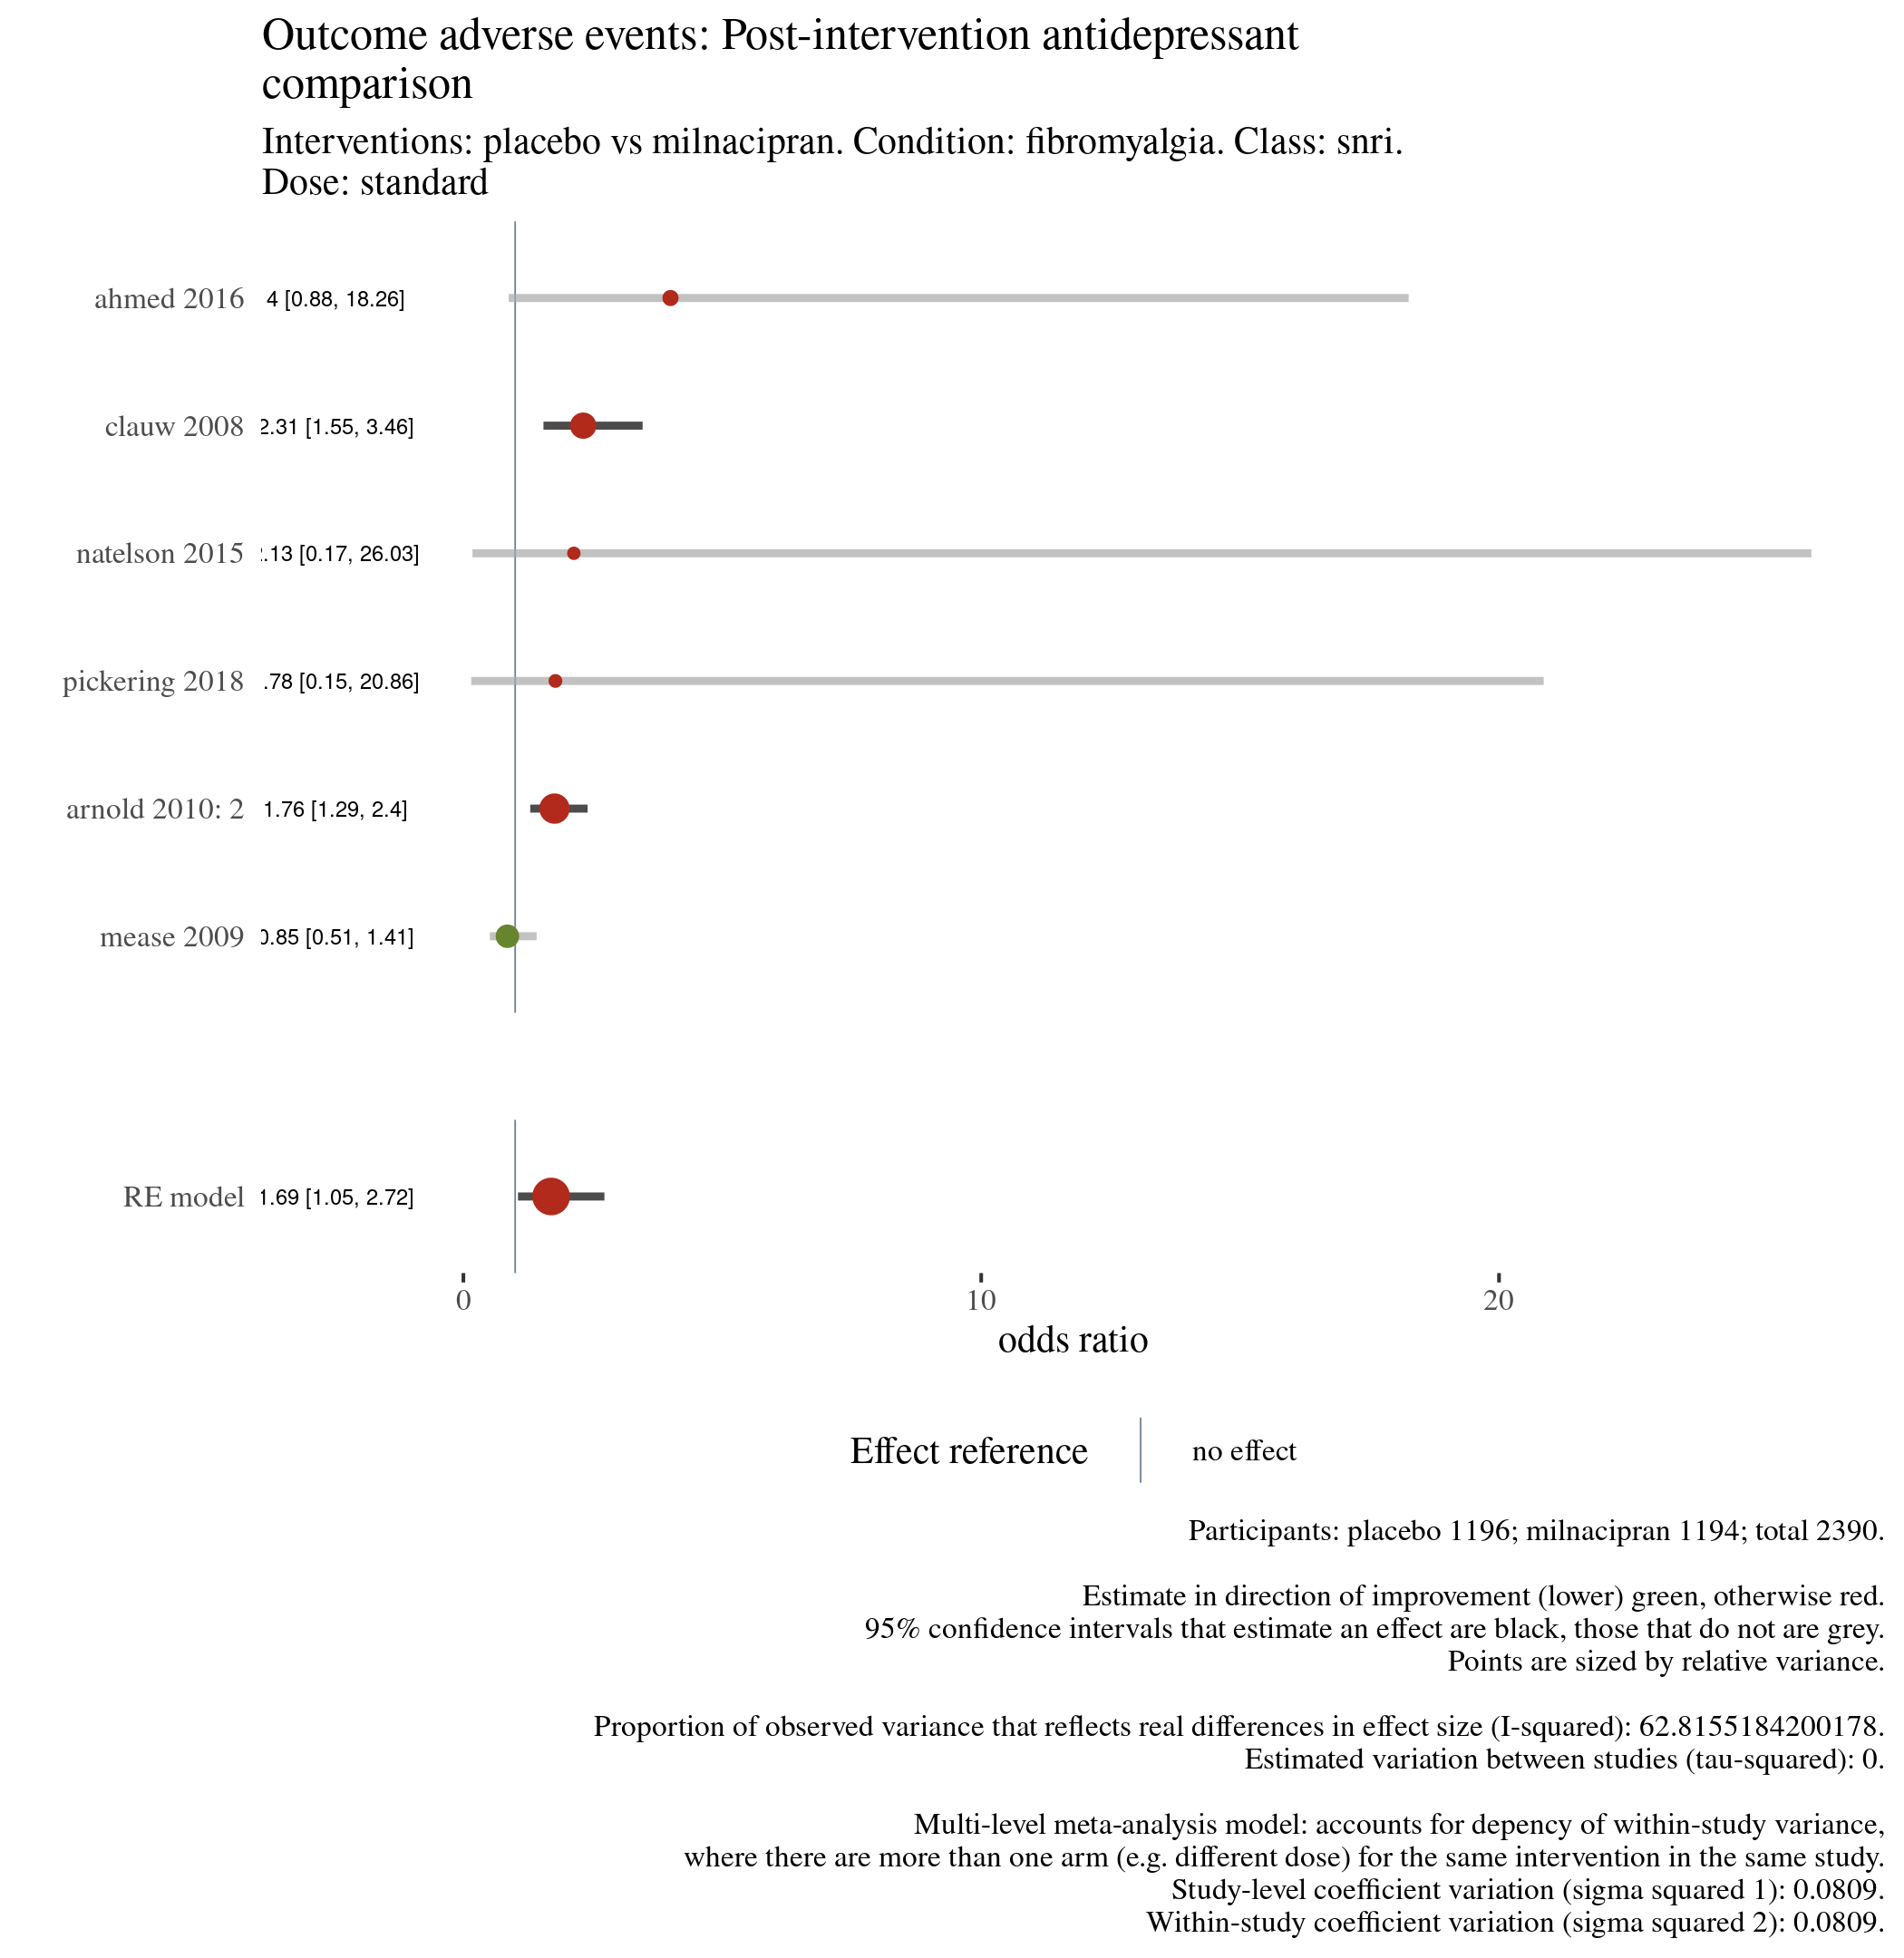 Outcome adverse events: Post-intervention antidepressant
comparison
Interventions: placebo vs milnacipran. Condition: fibromyalgia. Class: snri.
Dose: standard
ahmed 2016 4 [0.88, 18.26]
clauw 2008 2.31 [1.55, 3.46]
natelson 2015 .13 [0.17, 26.03]
pickering 2018 .78 [0.15, 20.86]
arnold 2010: 2 1.76 [1.29, 2.4]
mease 2009 0.85 [0.51, 1.41]
RE model 1.69 [1.05, 2.72]
0 10 20
odds ratio
Effect reference no effect
Participants: placebo 1196; milnacipran 1194; total 2390.
Estimate in direction of improvement (lower) green, otherwise red.
95% confidence intervals that estimate an effect are black, those that do not are grey.
Points are sized by relative variance.
Proportion of observed variance that reflects real differences in effect size (I-squared): 62.8155184200178.
Estimated variation between studies (tau-squared): 0.
Multi-level meta-analysis model: accounts for depency of within-study variance,
where there are more than one arm (e.g. different dose) for the same intervention in the same study.
Study-level coefficient variation (sigma squared 1): 0.0809.
Within-study coefficient variation (sigma squared 2): 0.0809.